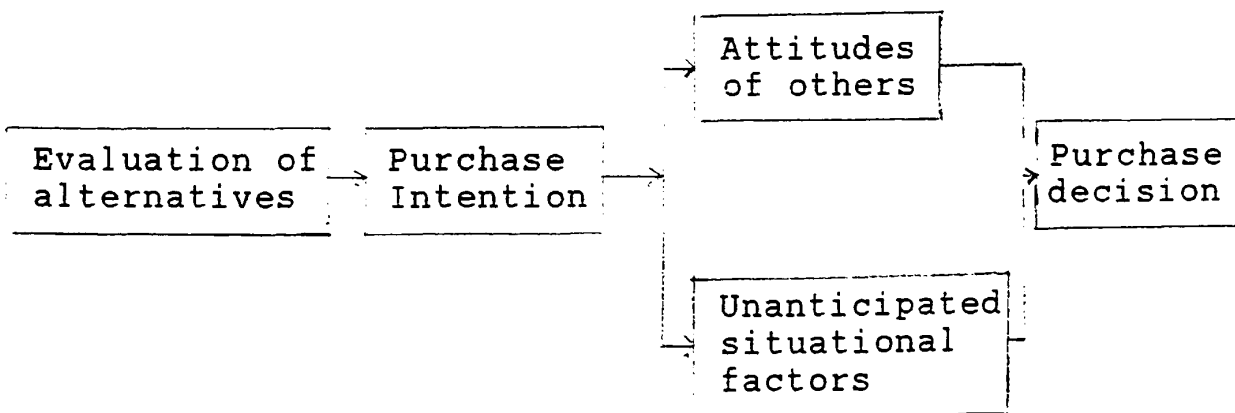 Evaluation of
alternatives
Purchase
Intention
Attitudes
of others
Unanticipated
situational
factors
Purchase
decision